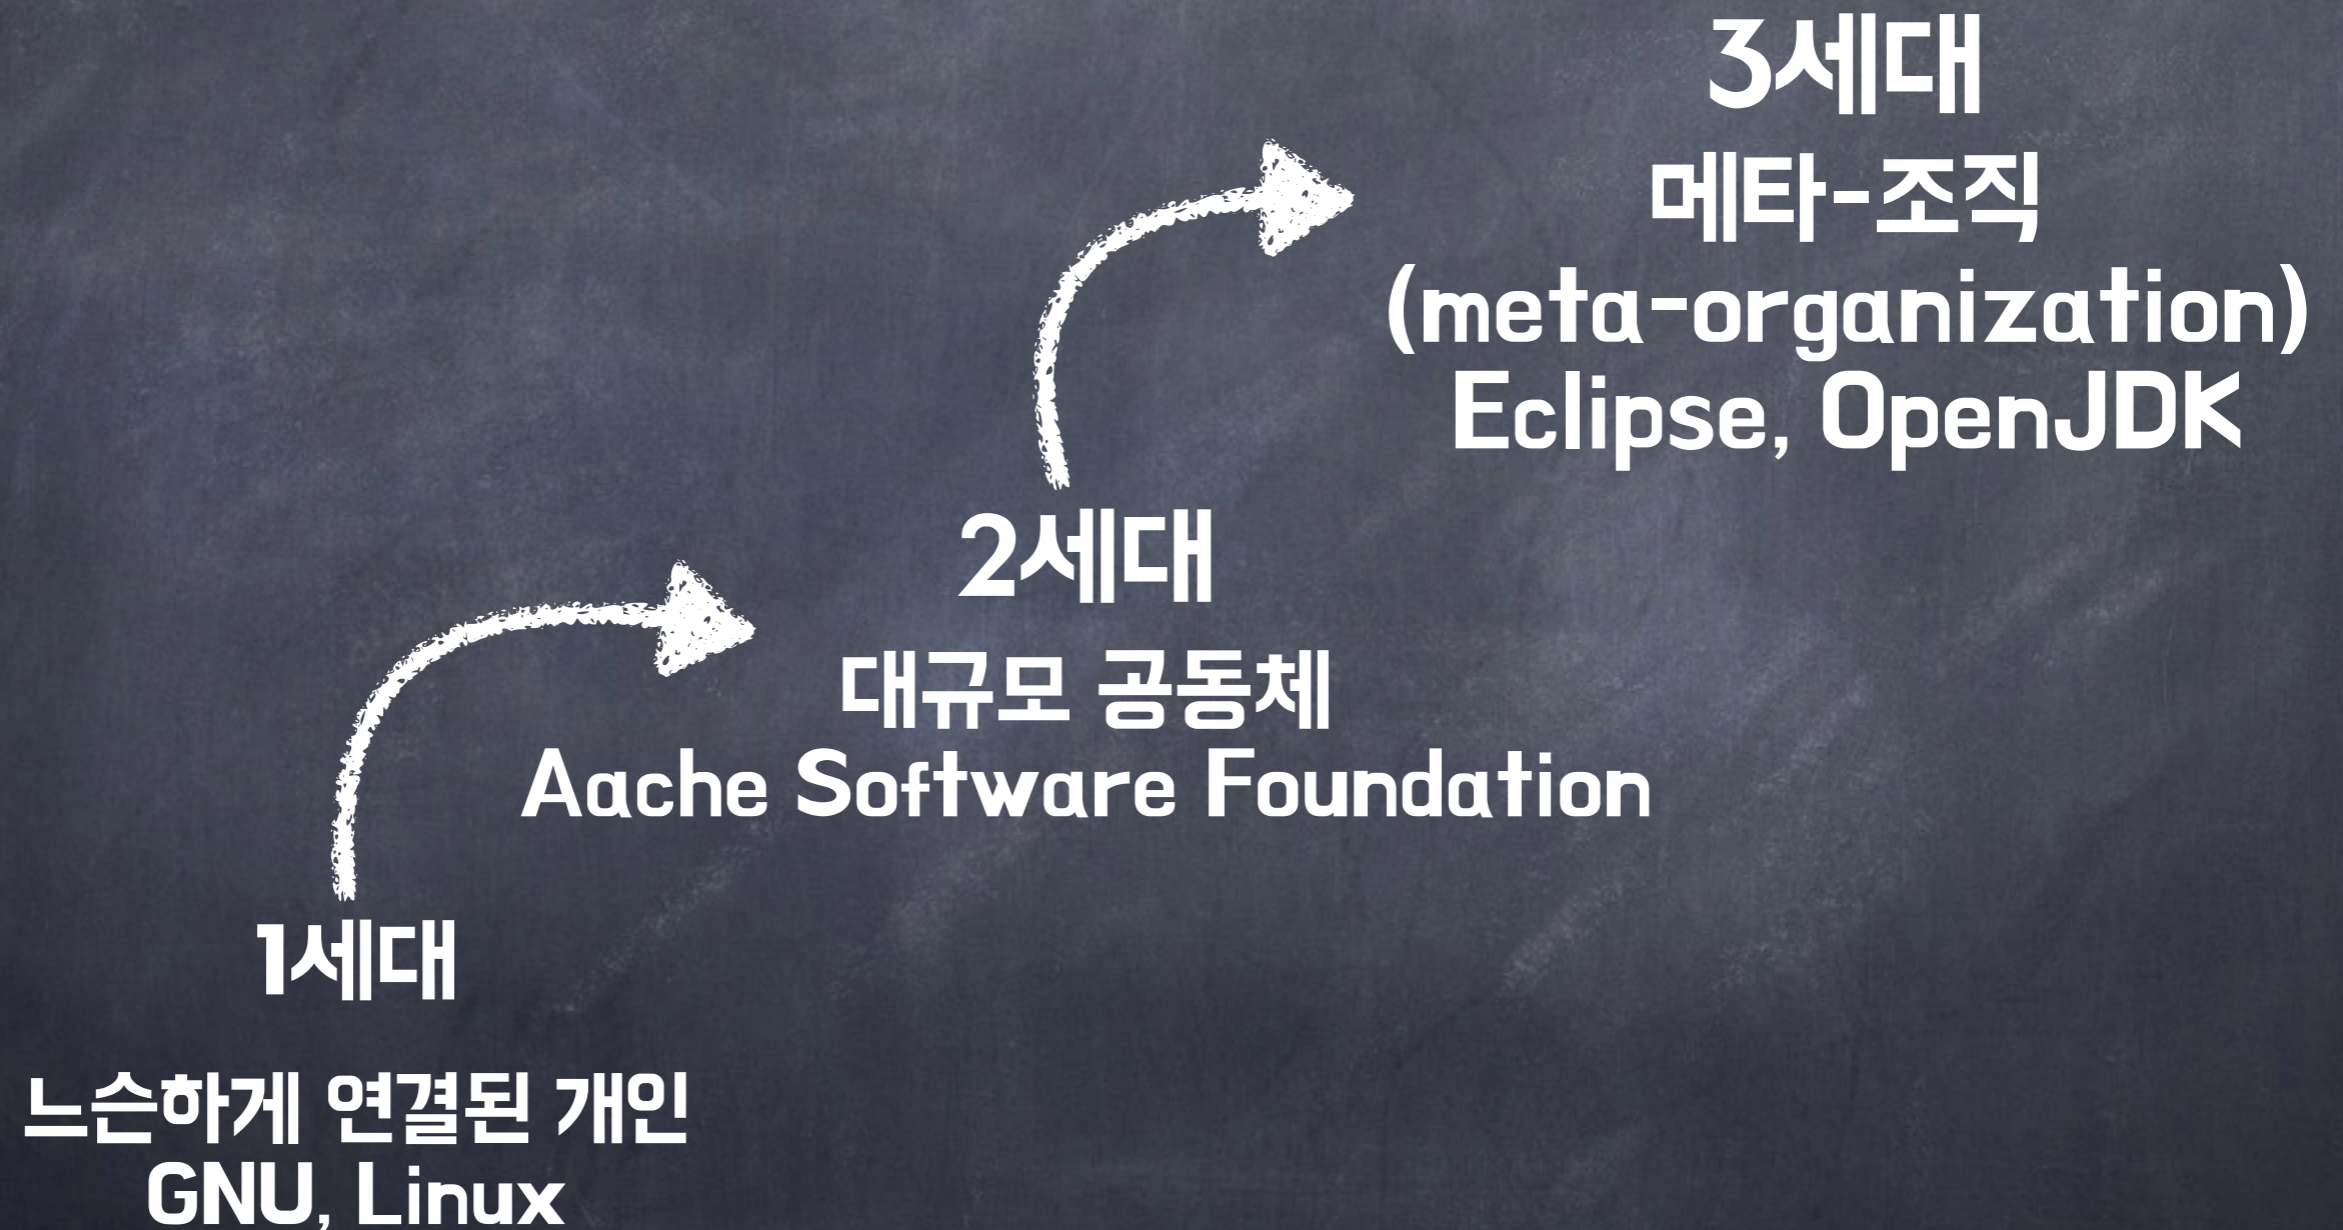 3세대
메타-조직
(meta-organization)
Eclipse, OpenJDK
2세대
대규모 공동체
Aache Software Foundation
1세대
느슨하게 연결된 개인
GNU, Linux